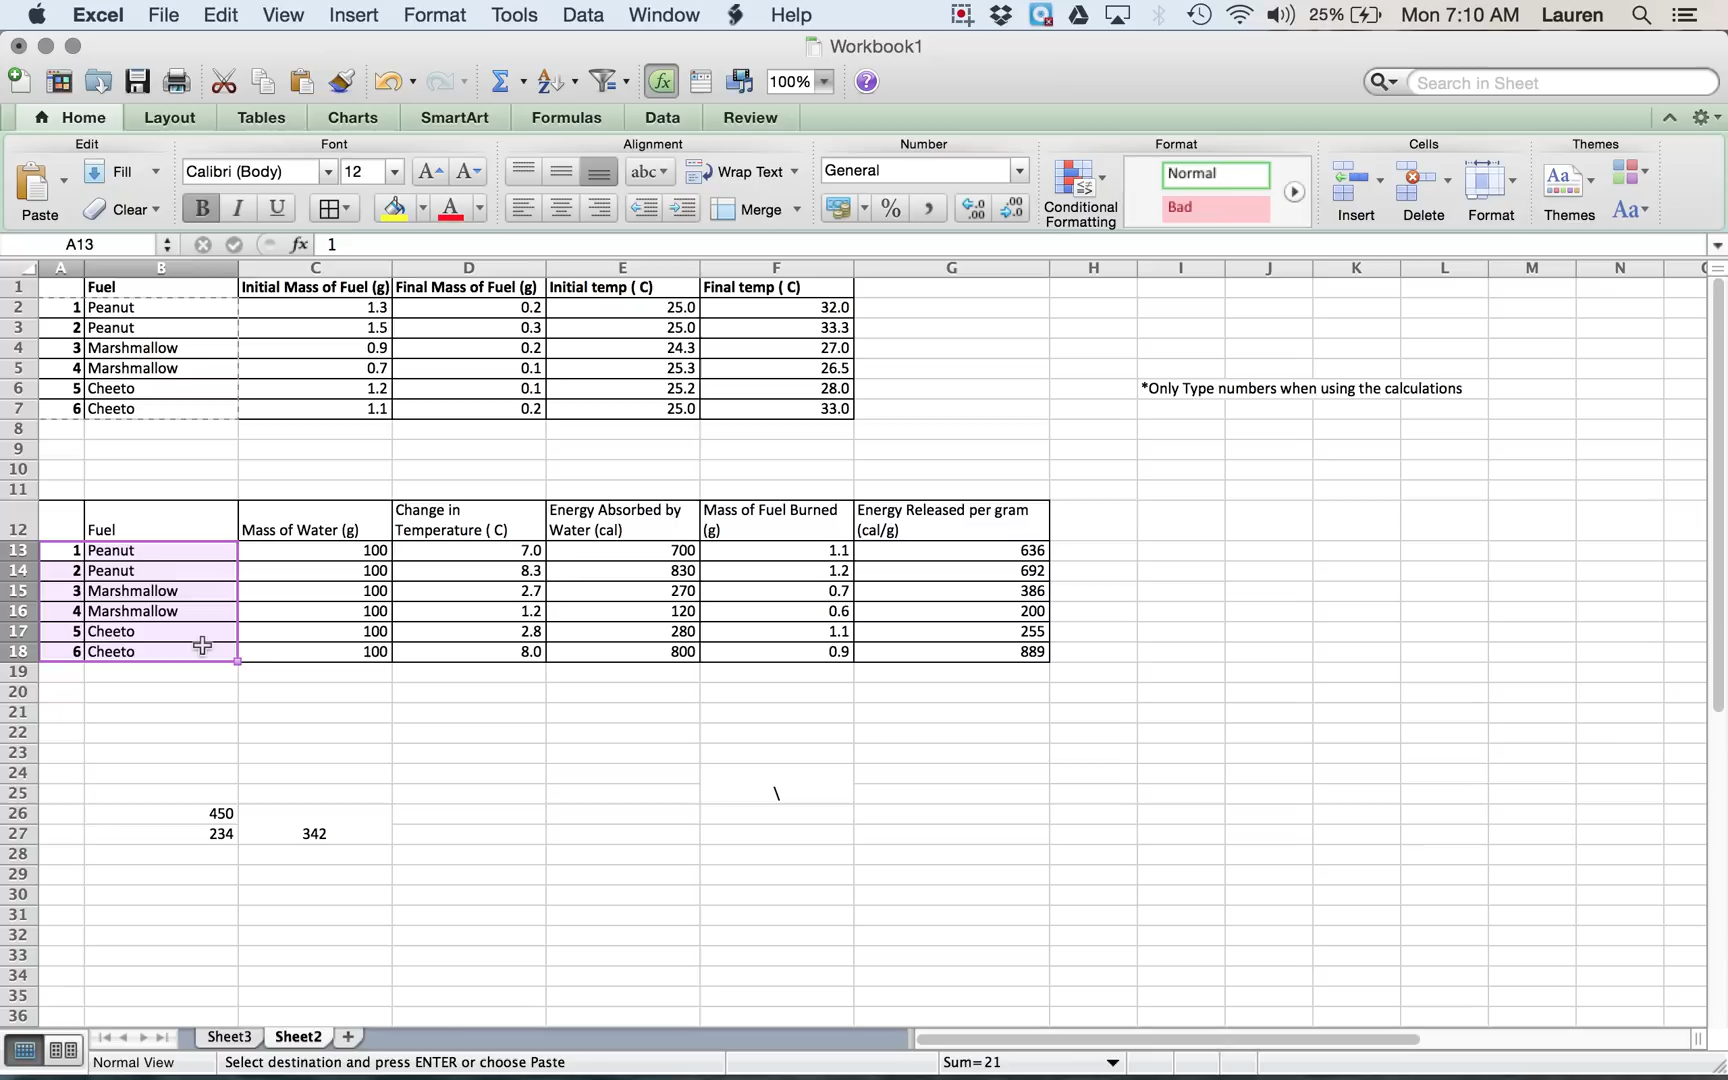 Excel File Edit View Insert Format Tools Data Window Help 25% Mon 7:10 AM Lauren
Workbook1
100% Search in Sheet
Home Layout Tables Charts SmartArt Formulas Data Review
Edit Font Alignment Number Format Cells Themes
Paste Fill Calibri (Body) 12 A A abc Wrap Text General Conditional Formatting Normal Insert Delete Format Aa Themes
Clear B I U A Merge % Bad Aa
A13 fx 1
A B C D E F G H I J K L M N
1 Fuel Initial Mass of Fuel (g) Final Mass of Fuel (g) Initial temp ( C) Final temp ( C)
2 1 Peanut 1.3 0.2 25.0 32.0
3 2 Peanut 1.5 0.3 25.0 33.3
4 3 Marshmallow 0.9 0.2 24.3 27.0
5 4 Marshmallow 0.7 0.1 25.3 26.5
6 5 Cheeto 1.2 0.1 25.2 28.0 *Only Type numbers when using the calculations
7 6 Cheeto 1.1 0.2 25.0 33.0
8
9
10
11
12 Fuel Mass of Water (g) Change in Temperature ( C) Energy Absorbed by Water (cal) Mass of Fuel Burned (g) Energy Released per gram (cal/g)
13 1 Peanut 100 7.0 700 1.1 636
14 2 Peanut 100 8.3 830 1.2 692
15 3 Marshmallow 100 2.7 270 0.7 386
16 4 Marshmallow 100 1.2 120 0.6 200
17 5 Cheeto 100 2.8 280 1.1 255
18 6 Cheeto 100 8.0 800 0.9 889
19
20
21
22
23
24
25 \
26 450
27 234 342
28
29
30
31
32
33
34
35
36
Sheet3 Sheet2
Normal View Select destination and press ENTER or choose Paste Sum=21